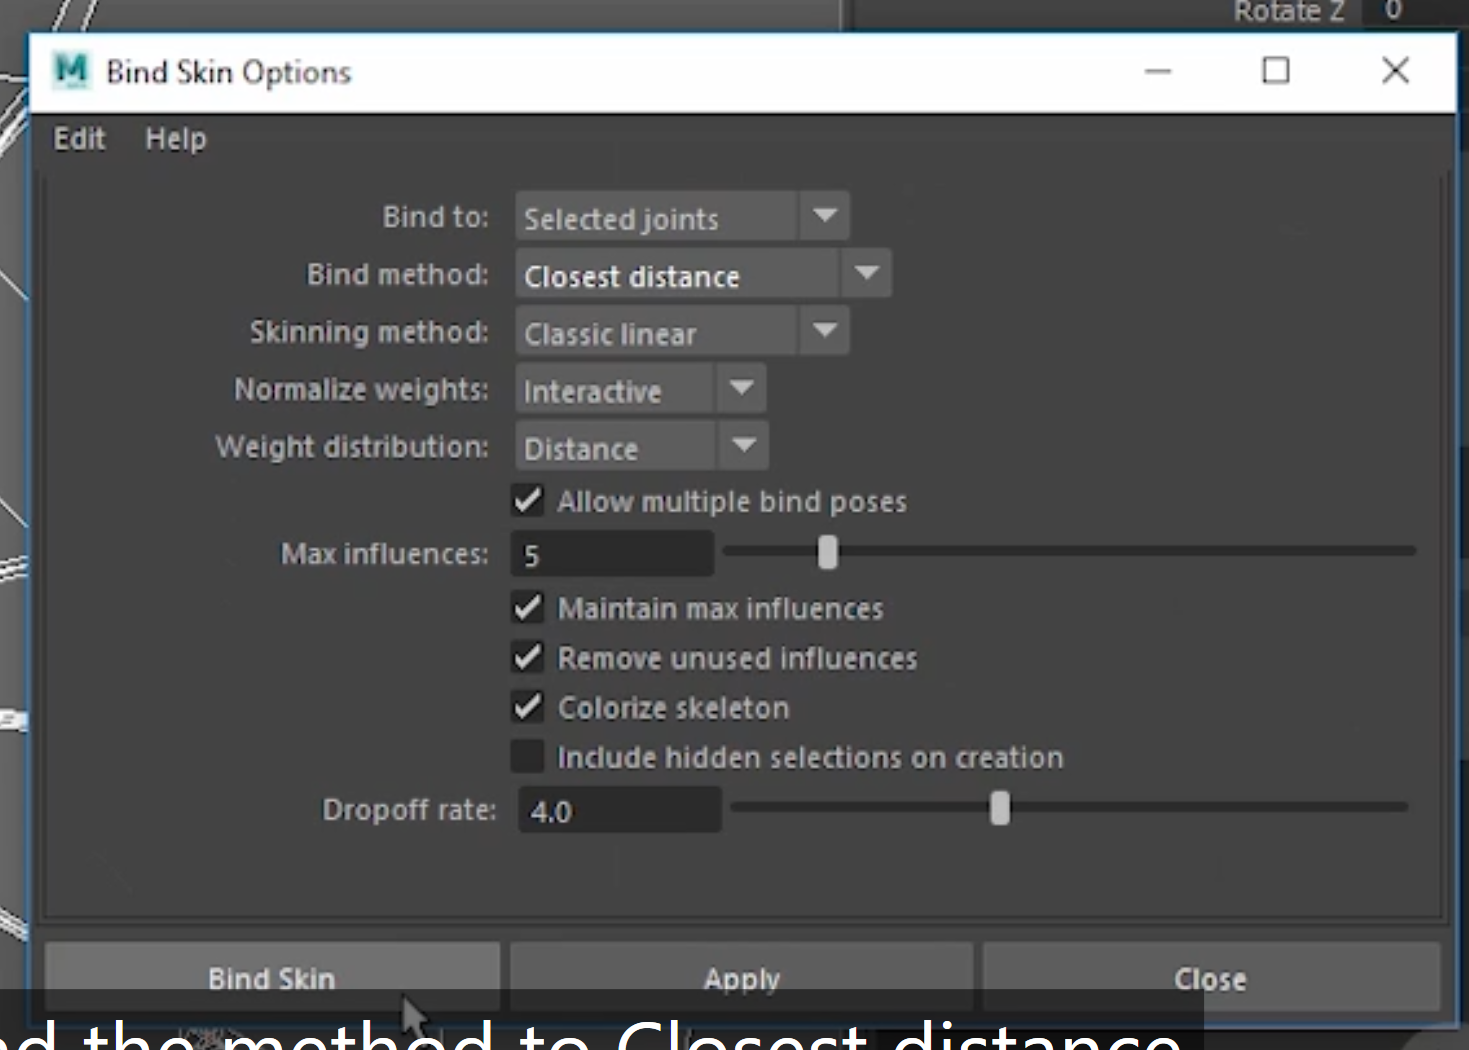 Rotate Z 0
Bind Skin Options
Edit Help
Bind to: Selected joints
Bind method: Closest distance
Skinning method: Classic linear
Normalize weights: Interactive
Weight distribution: Distance
Allow multiple bind poses
Max influences: 5
Maintain max influences
Remove unused influences
Colorize skeleton
Include hidden selections on creation
Dropoff rate: 4.0
Bind Skin Apply Close
the method to Closest distance